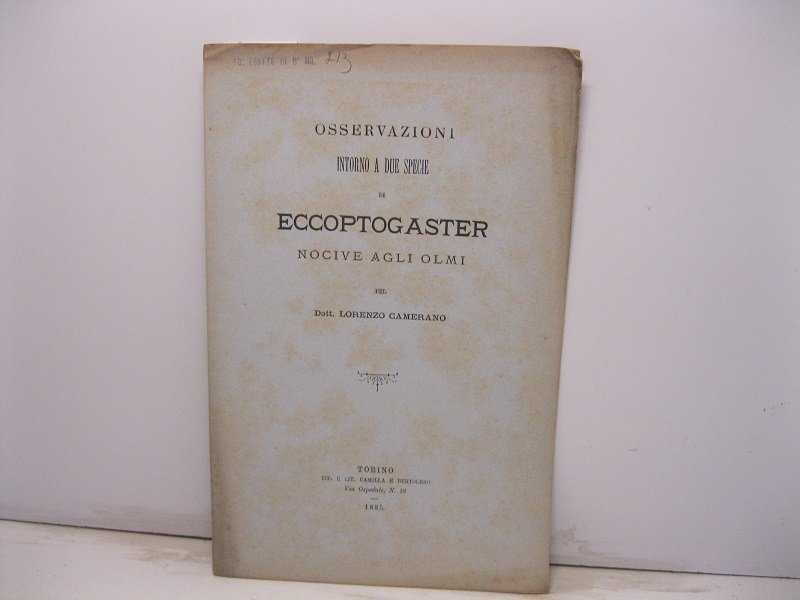 213
OSSERVAZIONI
INTORNO A DUE SPECIE
DI
ECCOPTOGASTER
NOCIVE AGLI OLMI
PEL
Dott. LORENZO CAMERANO
TORINO
TIP. E LIT. CAMILLA E BERTOLERO
Via Ospedale, N. 18
1885.